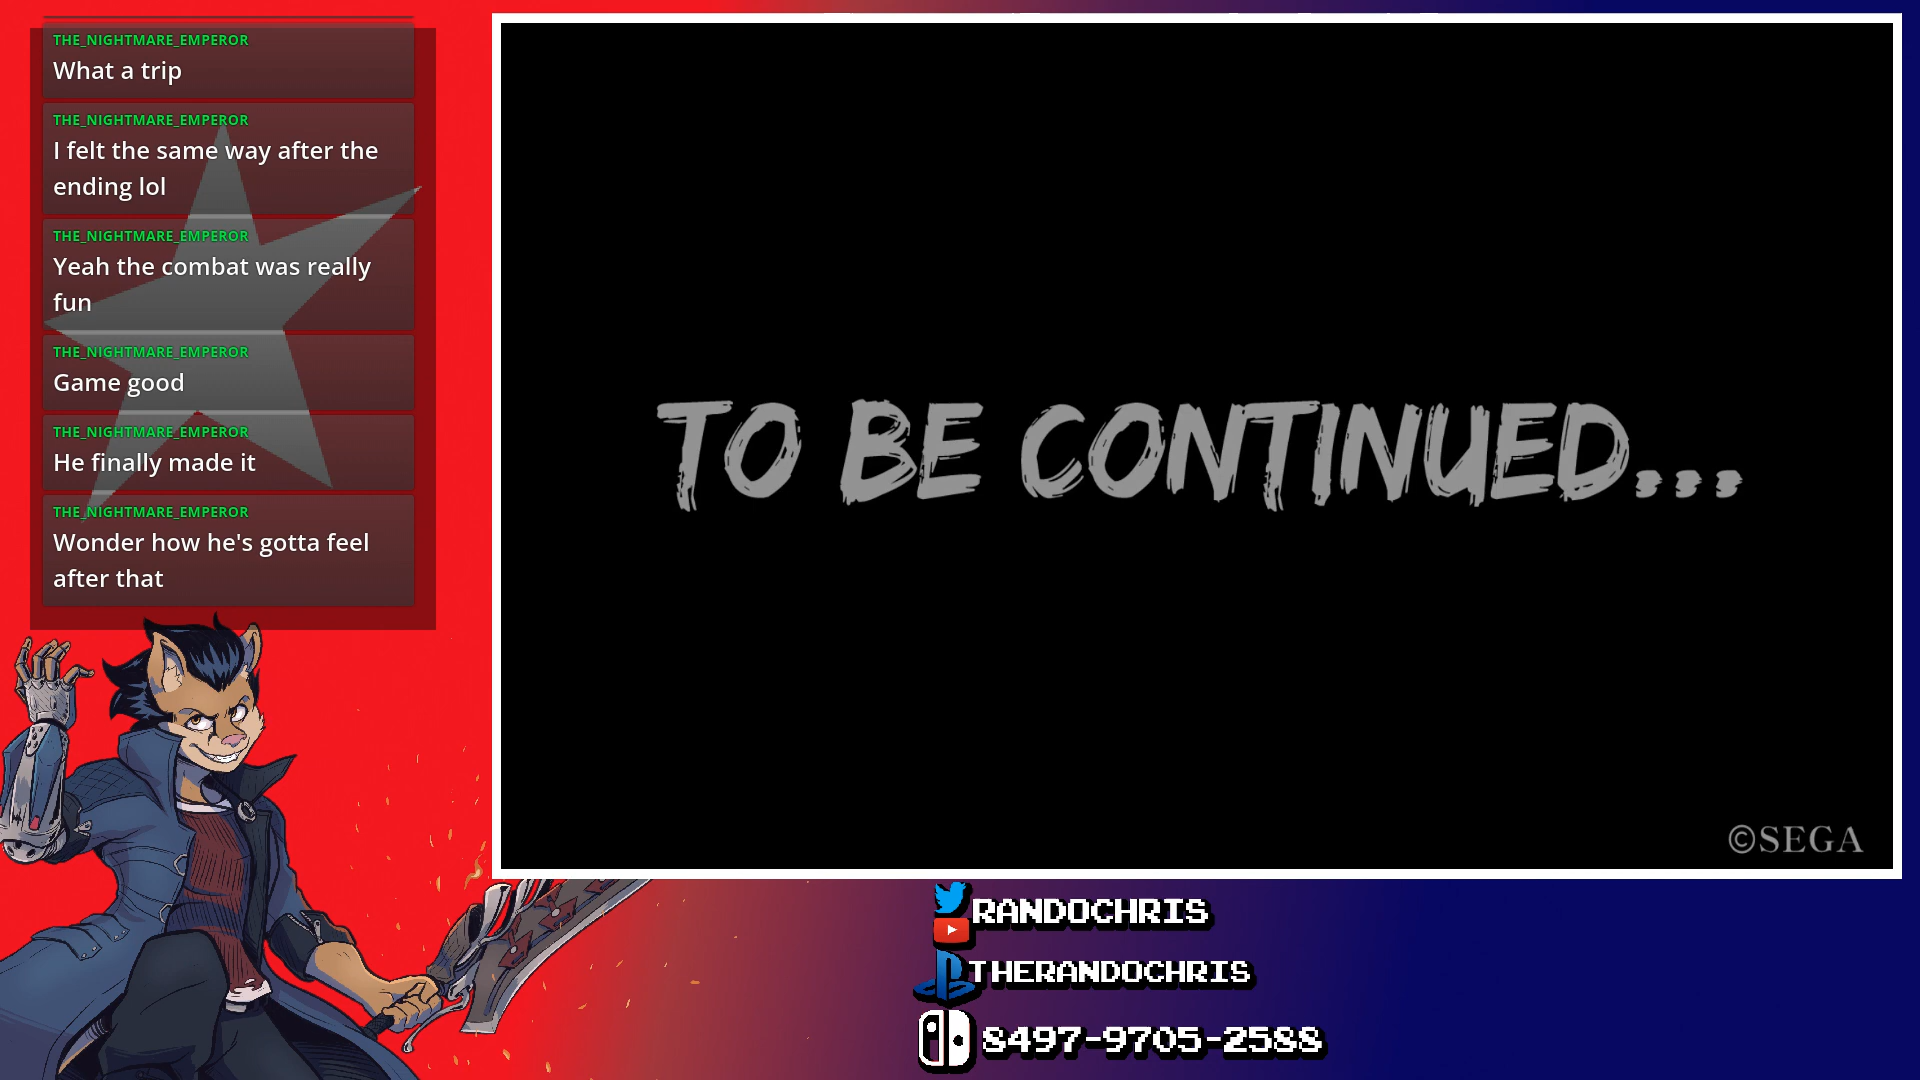 THE_NIGHTMARE_EMPEROR
What a trip
THE_NIGHTMARE_EMPEROR
I felt the same way after the
ending lol
THE_NIGHTMARE_EMPEROR
Yeah the combat was really
fun
THE_NIGHTMARE_EMPEROR
Game good
THE_NIGHTMARE_EMPEROR
He finally made it
THE_NIGHTMARE_EMPEROR
Wonder how he's gotta feel
after that
TO BE CONTINUED...
©SEGA
RANDOCHRIS
THERANDOCHRIS
8497-9705-2588